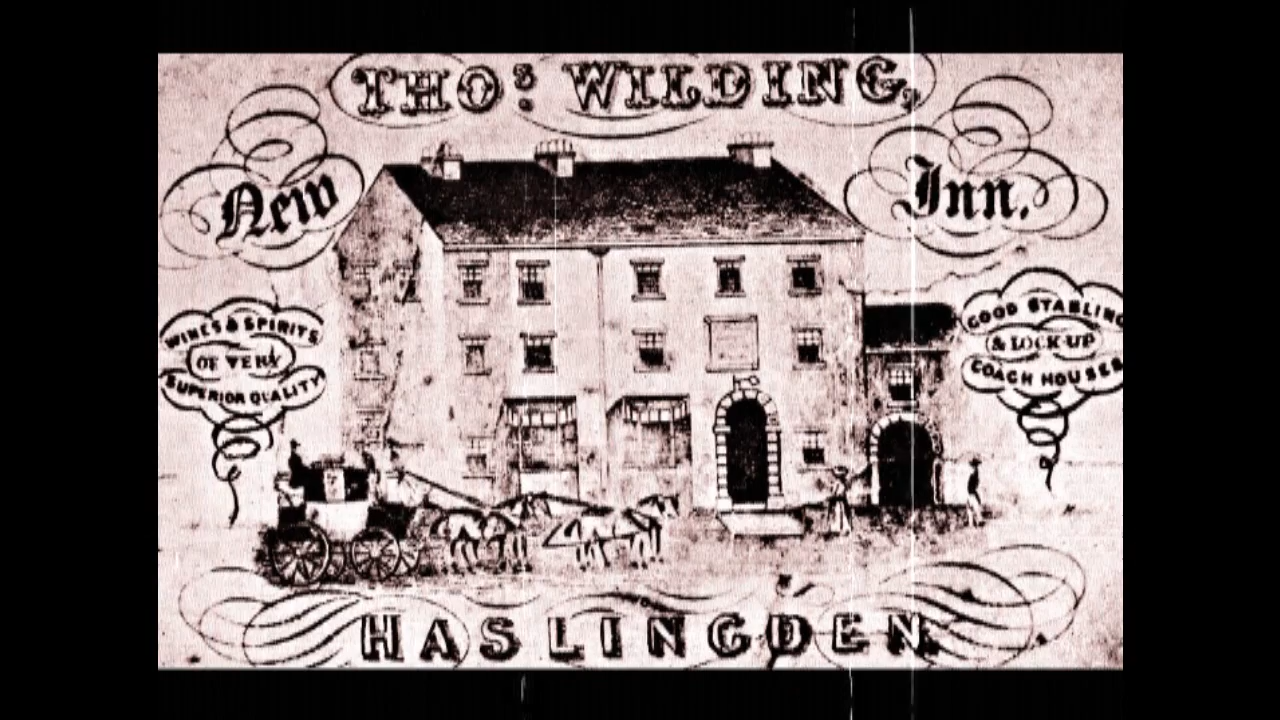 THOS: WILDING,
New Inn.
WINES & SPIRITS
OF VERY
SUPERIOR QUALITY
GOOD STABLING
& LOCK-UP
COACH HOUSES
HASLINGDEN.